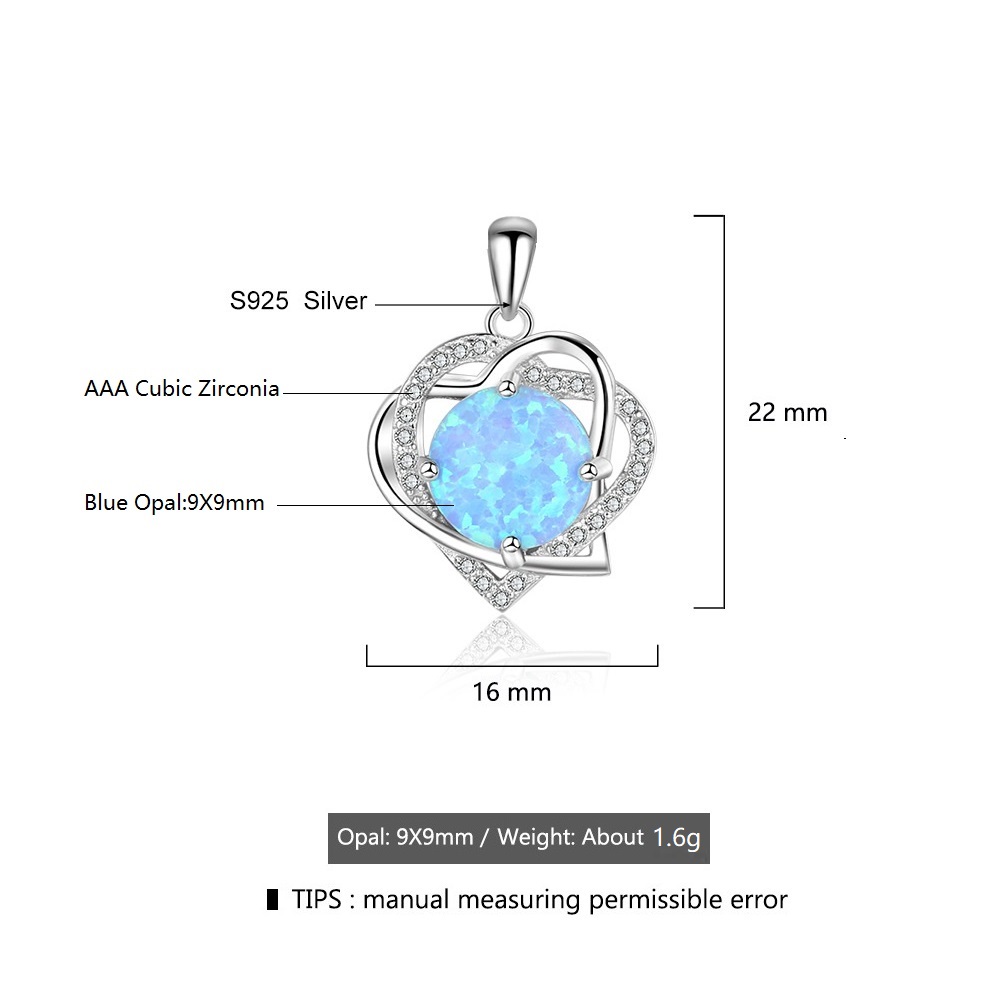 S925 Silver
AAA Cubic Zirconia
22 mm
Blue Opal:9X9mm
16 mm
Opal: 9X9mm / Weight: About 1.6g
TIPS : manual measuring permissible error